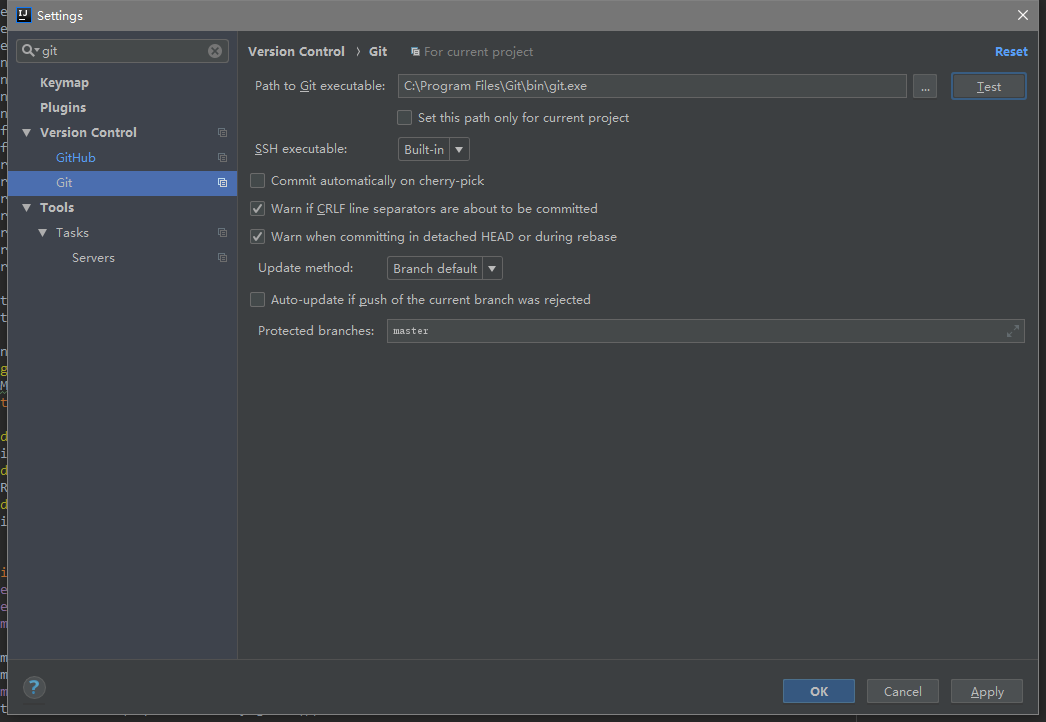 Settings
git
Keymap
Plugins
Version Control
GitHub
Git
Tools
Tasks
Servers
Version Control › Git For current project Reset
Path to Git executable: C:\Program Files\Git\bin\git.exe ... Test
Set this path only for current project
SSH executable: Built-in
Commit automatically on cherry-pick
Warn if CRLF line separators are about to be committed
Warn when committing in detached HEAD or during rebase
Update method: Branch default
Auto-update if push of the current branch was rejected
Protected branches: master
? OK Cancel Apply